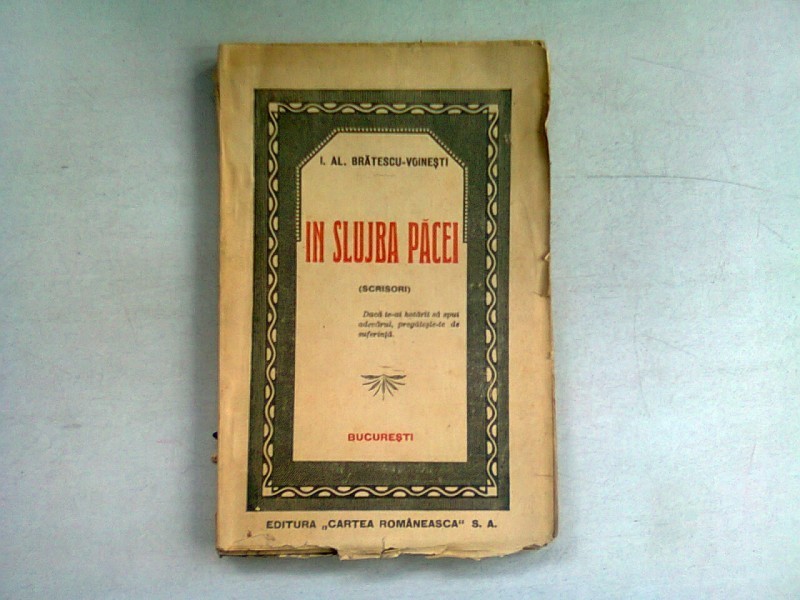 I. AL. BRĂTESCU-VOINEȘTI
IN SLUJBA PĂCEI
(SCRISORI)
Dacă te-ai hotărît să spui
adevărul, pregătește-te de
suferință.
BUCUREȘTI
EDITURA „CARTEA ROMÂNEASCA" S. A.